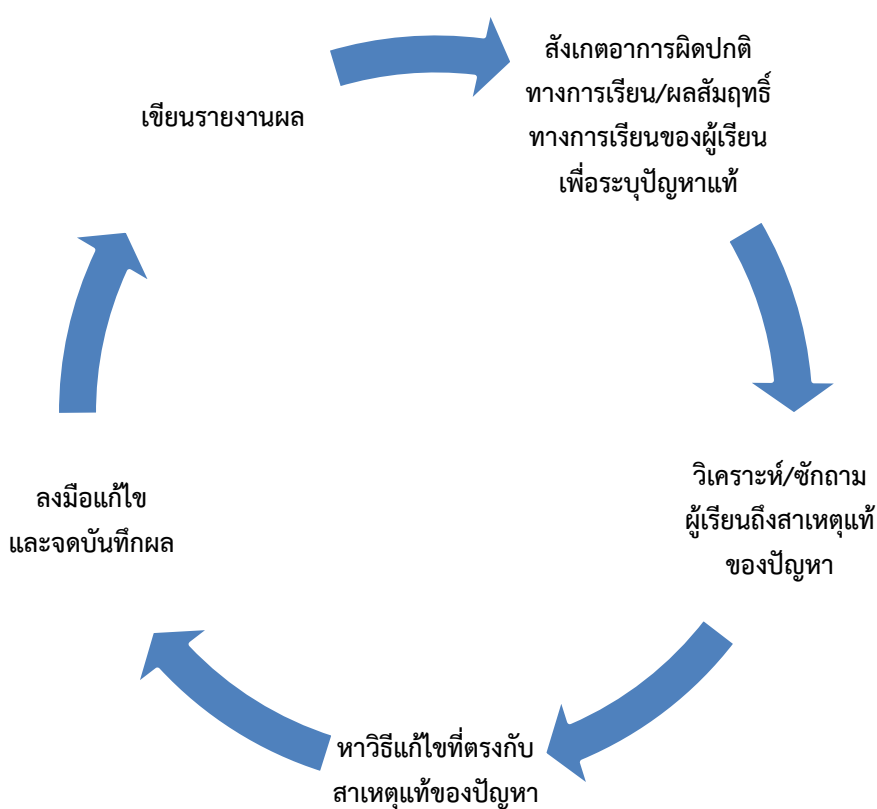 สังเกตอาการผิดปกติ
ทางการเรียน/ผลสัมฤทธิ์
ทางการเรียนของผู้เรียน
เพื่อระบุปัญหาแท้
วิเคราะห์/ซักถาม
ผู้เรียนถึงสาเหตุแท้
ของปัญหา
หาวิธีแก้ไขที่ตรงกับ
สาเหตุแท้ของปัญหา
ลงมือแก้ไข
และจดบันทึกผล
เขียนรายงานผล